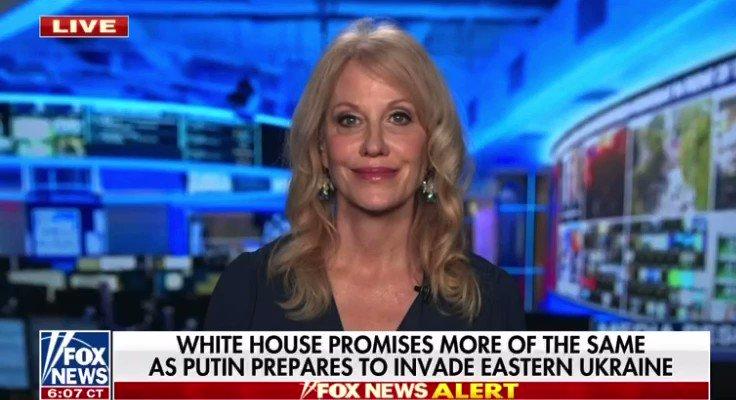 LIVE
WHITE HOUSE PROMISES MORE OF THE SAME
AS PUTIN PREPARES TO INVADE EASTERN UKRAINE
FOX
NEWS
6:07 CT
FOX NEWS ALERT